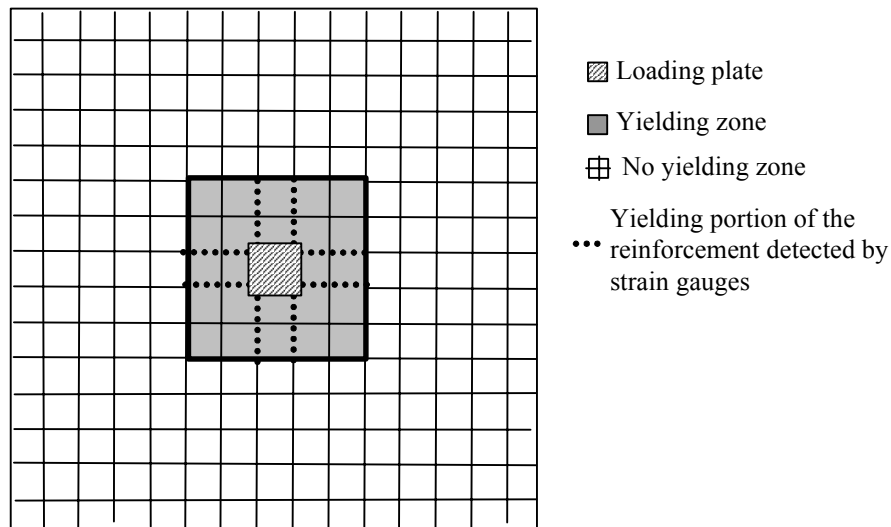 Loading plate
Yielding zone
No yielding zone
Yielding portion of the
reinforcement detected by
strain gauges